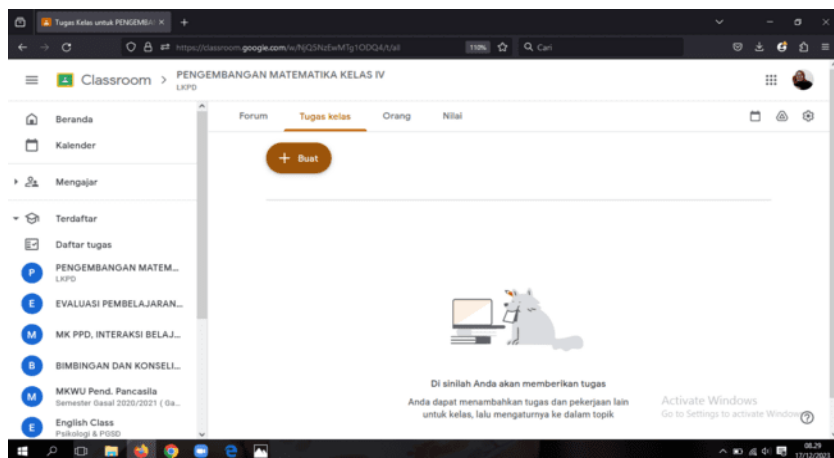 Tugas Kelas untuk PENGEMBA
https://classroom.google.com/w/NjQ5NzEwMTg1ODQ4/t/all
110%
Cari
Classroom > PENGEMBANGAN MATEMATIKA KELAS IV
LKPD
Forum
Tugas kelas
Orang
Nilai
Beranda
Kalender
Mengajar
Terdaftar
Daftar tugas
P
PENGEMBANGAN MATEM...
LKPD
E
EVALUASI PEMBELAJARAN...
M
MK PPD, INTERAKSI BELAJ...
B
BIMBINGAN DAN KONSELI...
M
MKWU Pend. Pancasila
Semester Gasal 2020/2021 ( Ga...
E
English Class
Psikologi & PGSD
+ Buat
Di sinilah Anda akan memberikan tugas
Anda dapat menambahkan tugas dan pekerjaan lain
untuk kelas, lalu mengaturnya ke dalam topik
Activate Windows
Go to Settings to activate Windows
08.29
17/12/2023